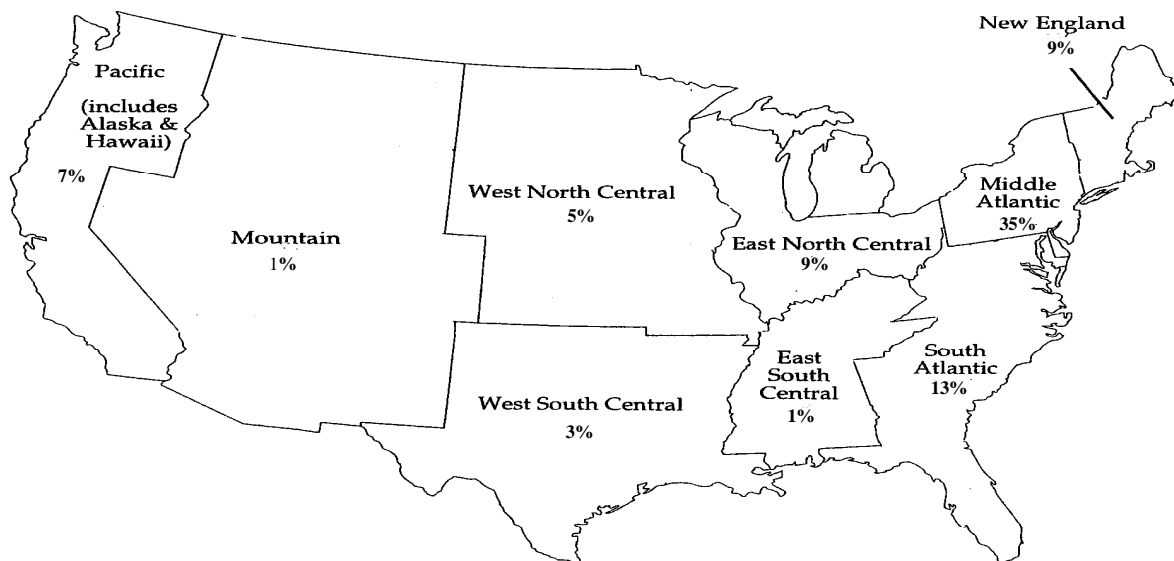 New England
9%
Pacific
(includes
Alaska &
Hawaii)
7%
Mountain
1%
West North Central
5%
East North Central
9%
Middle
Atlantic
35%
West South Central
3%
East
South
Central
1%
South
Atlantic
13%